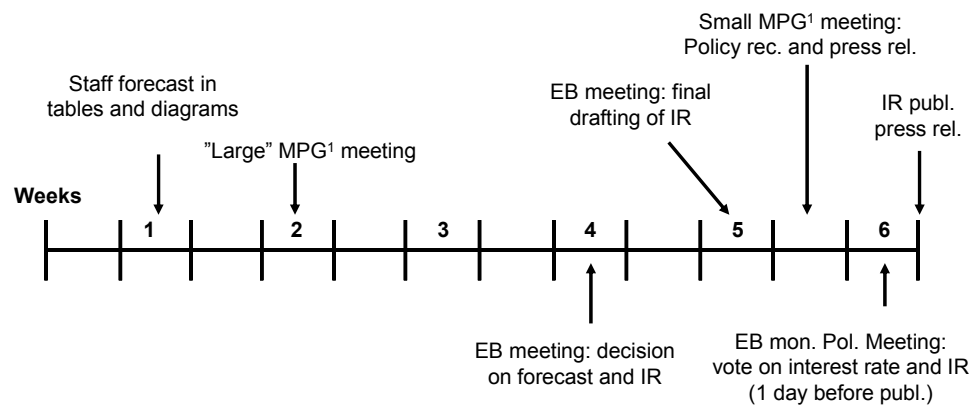 Small MPG¹ meeting:
Policy rec. and press rel.
Staff forecast in
tables and diagrams
EB meeting: final
drafting of IR
IR publ.
press rel.
”Large” MPG¹ meeting
Weeks
1 2 3 4 5 6
EB meeting: decision
on forecast and IR
EB mon. Pol. Meeting:
vote on interest rate and IR
(1 day before publ.)